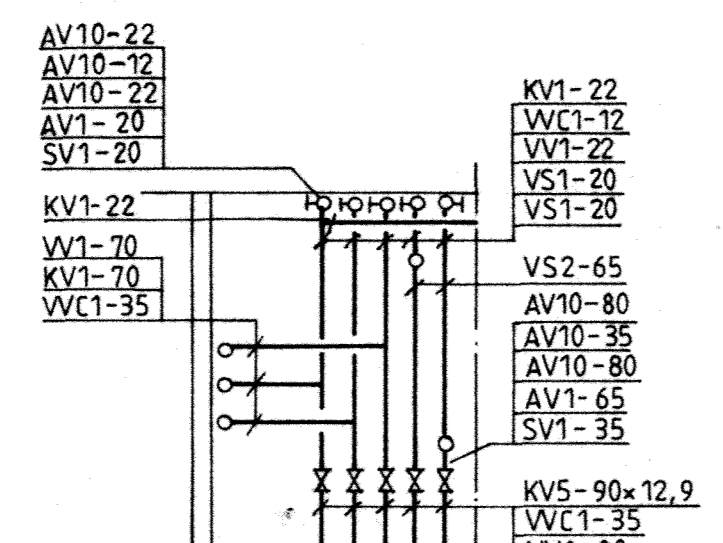 AV10-22
AV10-12
AV10-22
AV1-20
SV1-20
KV1-22
VV1-70
KV1-70
VVC1-35
KV1-22
VVC1-12
VV1-22
VS1-20
VS1-20
VS2-65
AV10-80
AV10-35
AV10-80
AV1-65
SV1-35
KV5-90×12,9
VVC1-35